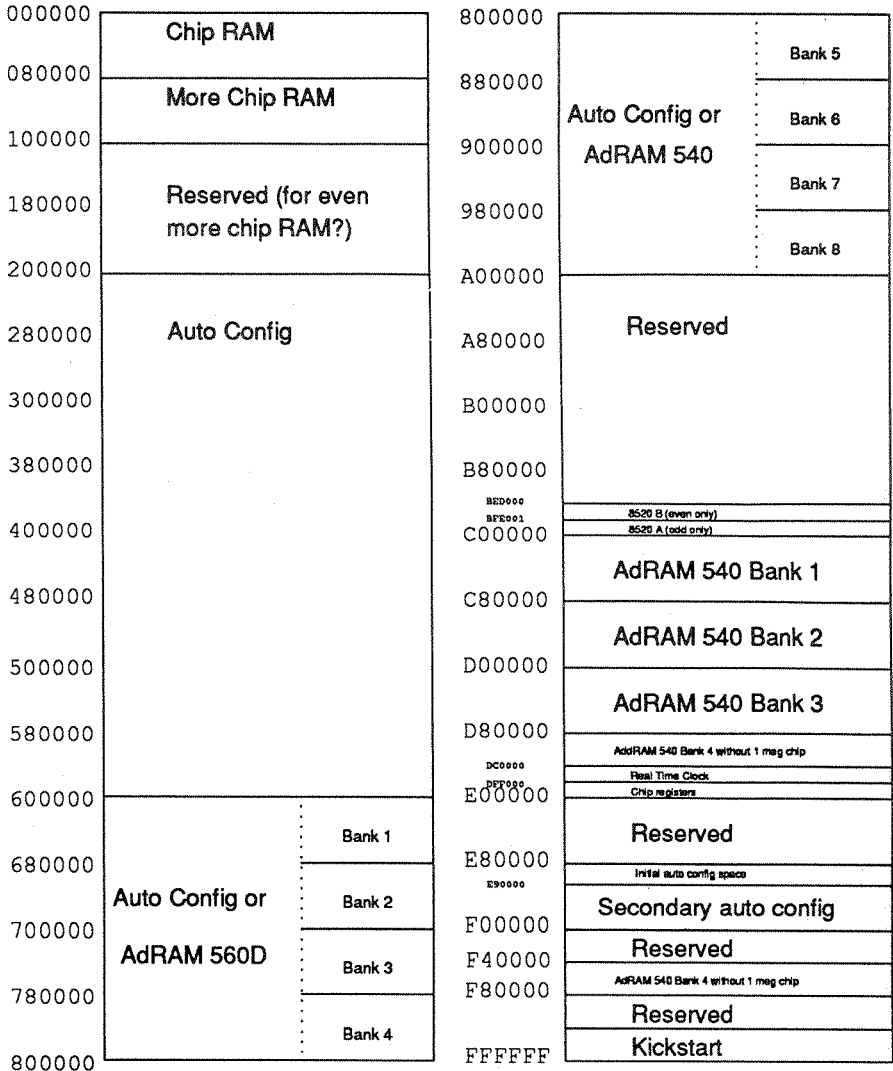 000000
Chip RAM
080000
More Chip RAM
100000
180000
Reserved (for even
more chip RAM?)
200000
280000
Auto Config
300000
380000
400000
480000
500000
580000
600000
Bank 1
680000
Auto Config or
Bank 2
700000
AdRAM 560D
Bank 3
780000
Bank 4
800000
800000
Bank 5
880000
Auto Config or
Bank 6
900000
AdRAM 540
Bank 7
980000
Bank 8
A00000
Reserved
A80000
B00000
B80000
BED000
8520 B (even only)
BFE001
8520 A (odd only)
C00000
AdRAM 540 Bank 1
C80000
AdRAM 540 Bank 2
D00000
AdRAM 540 Bank 3
D80000
AddRAM 540 Bank 4 without 1 meg chip
DC0000
Real Time Clock
DFF000
Chip registers
E00000
Reserved
E80000
Initial auto config space
E90000
Secondary auto config
F00000
Reserved
F40000
AdRAM 540 Bank 4 without 1 meg chip
F80000
Reserved
Kickstart
FFFFFF